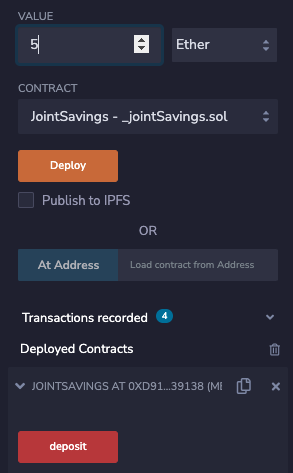 VALUE
5 Ether
CONTRACT
JointSavings - _jointSavings.sol
Deploy
Publish to IPFS
OR
At Address Load contract from Address
Transactions recorded 4
Deployed Contracts
JOINTSAVINGS AT 0XD91...39138 (ME
deposit